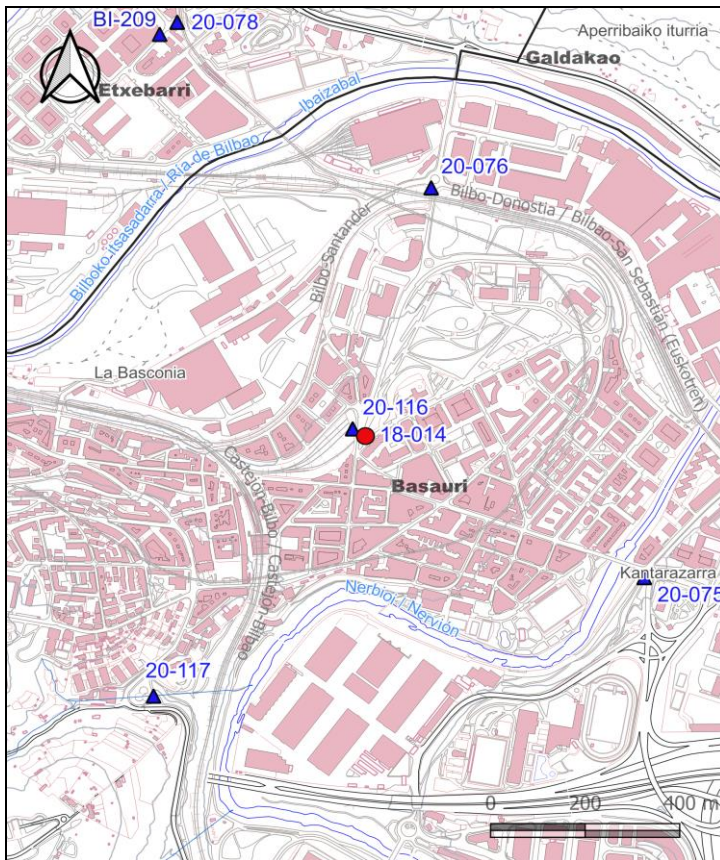 BI-209
20-078
Aperribaiko iturria
Galdakao
Etxebarri
Ibaizabal
Bilboko itsasadarra / Ría de Bilbao
20-076
Bilbo-Donostia / Bilbao-San Sebastián (Euskotren)
Bilbo-Santander
La Basconia
20-116
18-014
Castejón-Bilbo / Castejón-Bilbao
Basauri
Kantarazarra
20-075
Nerbioi / Nervión
20-117
0 200 400 m